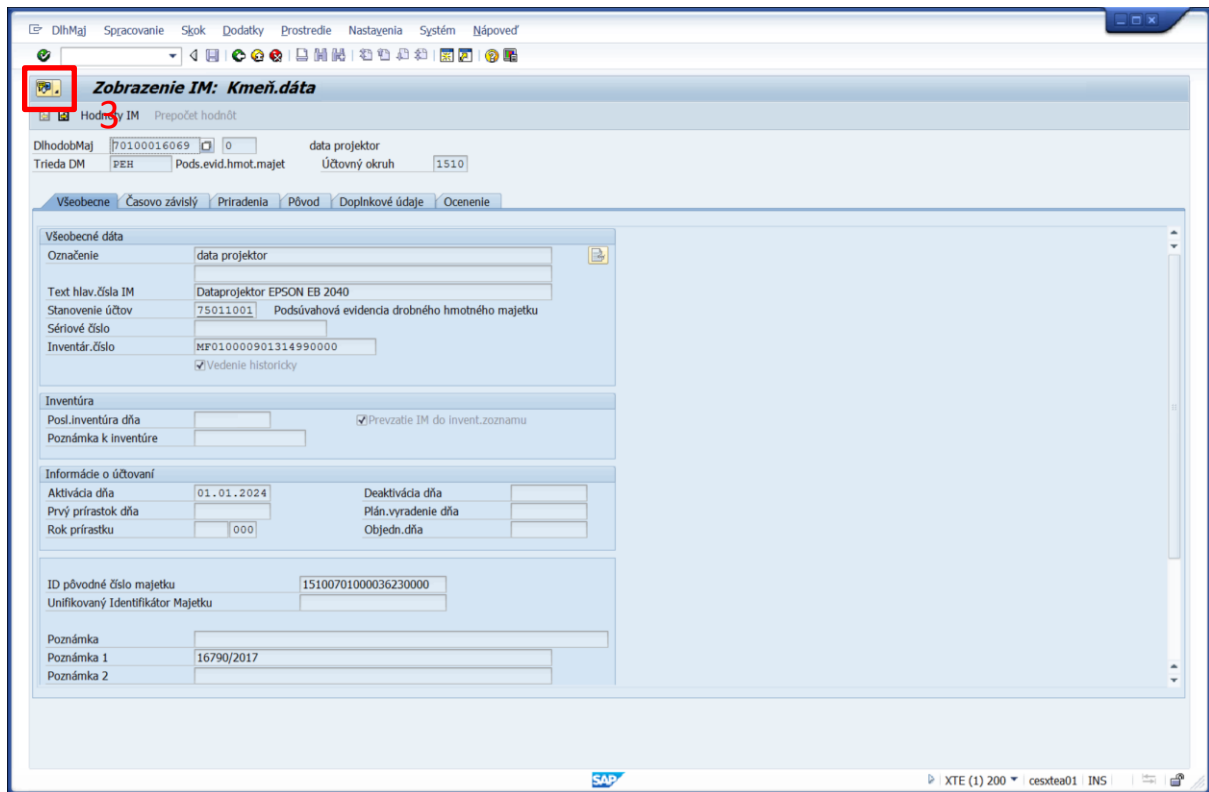 DlhMaj Spracovanie Skok Dodatky Prostredie Nastavenia Systém Nápoveď
Zobrazenie IM: Kmeň.dáta
3
Hodnoty IM Prepočet hodnôt
DlhodobMaj 70100016069 0 data projektor
Trieda DM PEH Pods.evid.hmot.majet Účtovný okruh 1510
Všeobecne Časovo závislý Priradenia Pôvod Doplnkové údaje Ocenenie
Všeobecné dáta
Označenie data projektor
Text hlav.čísla IM Dataprojektor EPSON EB 2040
Stanovenie účtov 75011001 Podsúvahová evidencia drobného hmotného majetku
Sériové číslo
Inventár.číslo MF010000901314990000
Vedenie historicky
Inventúra
Posl.inventúra dňa Prevzatie IM do invent.zoznamu
Poznámka k inventúre
Informácie o účtovaní
Aktivácia dňa 01.01.2024 Deaktivácia dňa
Prvý prírastok dňa Plán.vyradenie dňa
Rok prírastku 000 Objedn.dňa
ID pôvodné číslo majetku 15100701000036230000
Unifikovaný Identifikátor Majetku
Poznámka
Poznámka 1 16790/2017
Poznámka 2
SAP XTE (1) 200 cesxtea01 INS